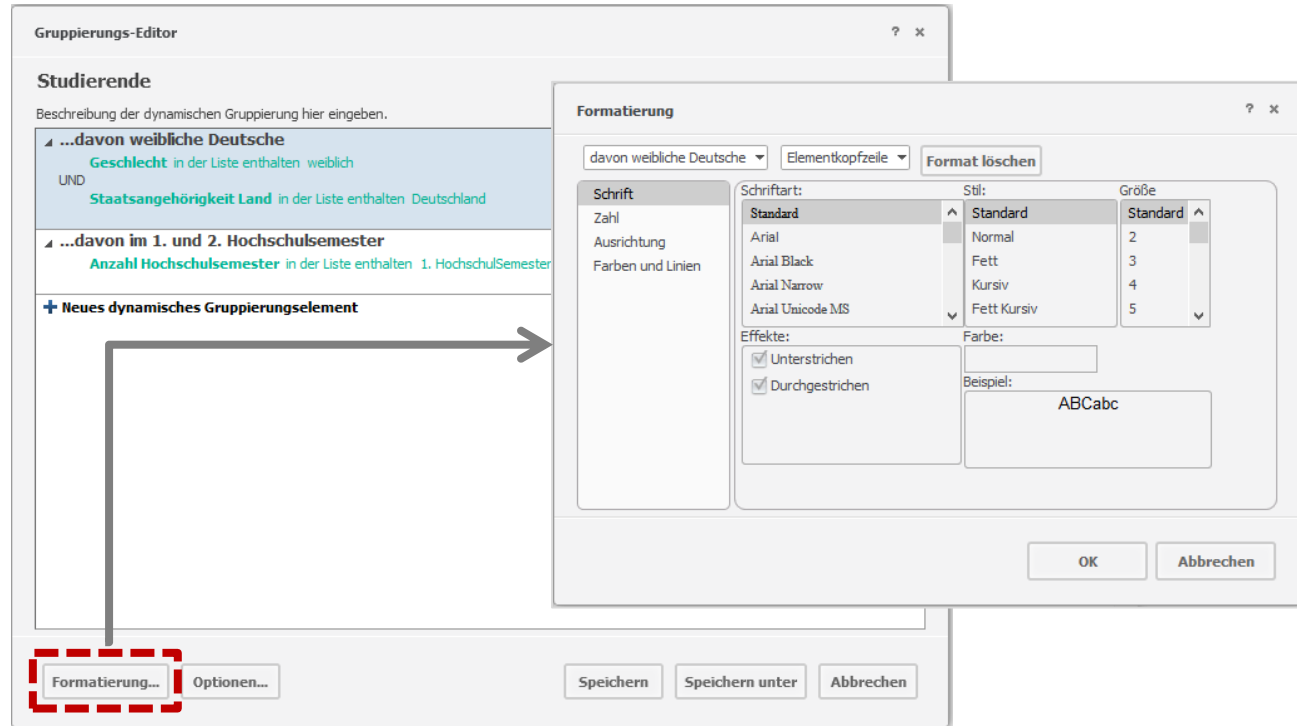 Gruppierungs-Editor
? ×
Studierende
Beschreibung der dynamischen Gruppierung hier eingeben.
...davon weibliche Deutsche
Geschlecht in der Liste enthalten weiblich
UND
Staatsangehörigkeit Land in der Liste enthalten Deutschland
...davon im 1. und 2. Hochschulsemester
Anzahl Hochschulsemester in der Liste enthalten 1. HochschulSemester
Neues dynamisches Gruppierungselement
Formatierung...
Optionen...
Speichern
Speichern unter
Abbrechen
Formatierung
? ×
davon weibliche Deutsche
Elementkopfzeile
Format löschen
Schrift
Zahl
Ausrichtung
Farben und Linien
Schriftart:
Standard
Arial
Arial Black
Arial Narrow
Arial Unicode MS
Stil:
Standard
Normal
Fett
Kursiv
Fett Kursiv
Größe
Standard
2
3
4
5
Effekte:
Unterstrichen
Durchgestrichen
Farbe:
Beispiel:
ABCabc
OK
Abbrechen